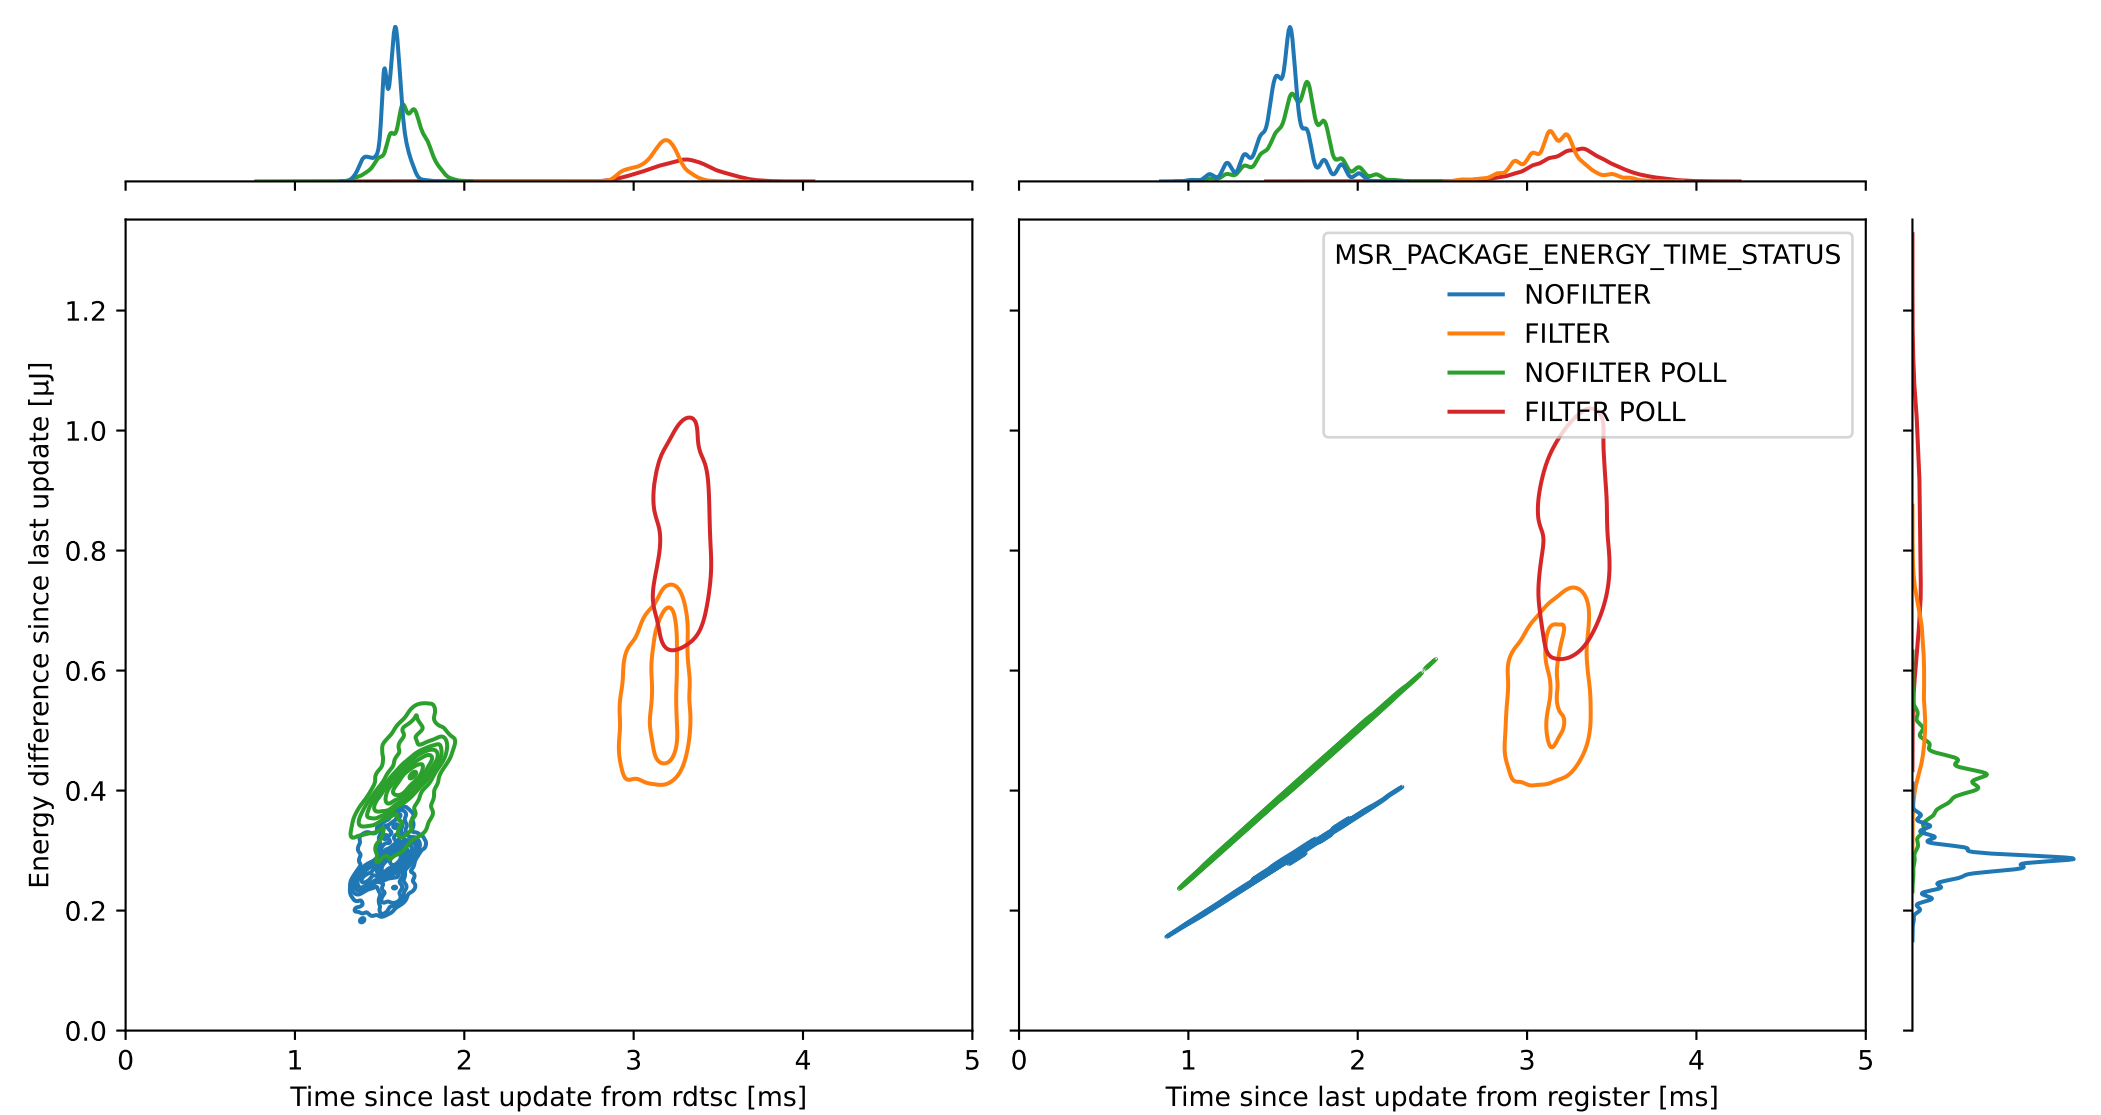 MSR_PACKAGE_ENERGY_TIME_STATUS
NOFILTER
FILTER
NOFILTER POLL
FILTER POLL
Energy difference since last update [µJ]
1.2
1.0
0.8
0.6
0.4
0.2
0.0
0 1 2 3 4 5
0 1 2 3 4 5
Time since last update from rdtsc [ms]
Time since last update from register [ms]